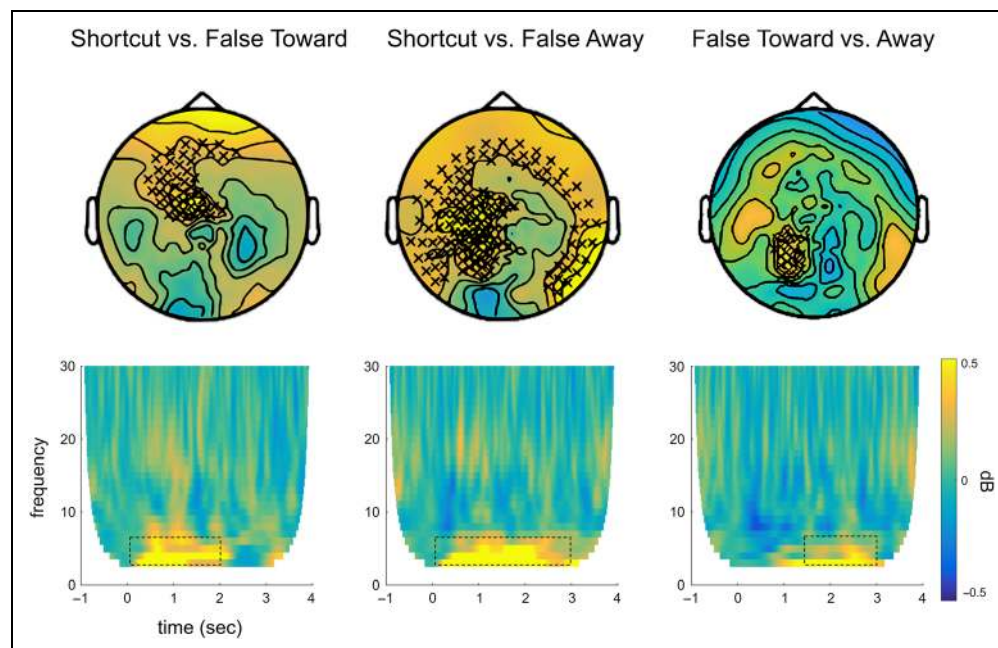 Shortcut vs. False Toward
Shortcut vs. False Away
False Toward vs. Away
30
20
10
0
frequency
−1 0 1 2 3 4
time (sec)
30
20
10
0
−1 0 1 2 3 4
30
20
10
0
−1 0 1 2 3 4
0.5
0
−0.5
dB